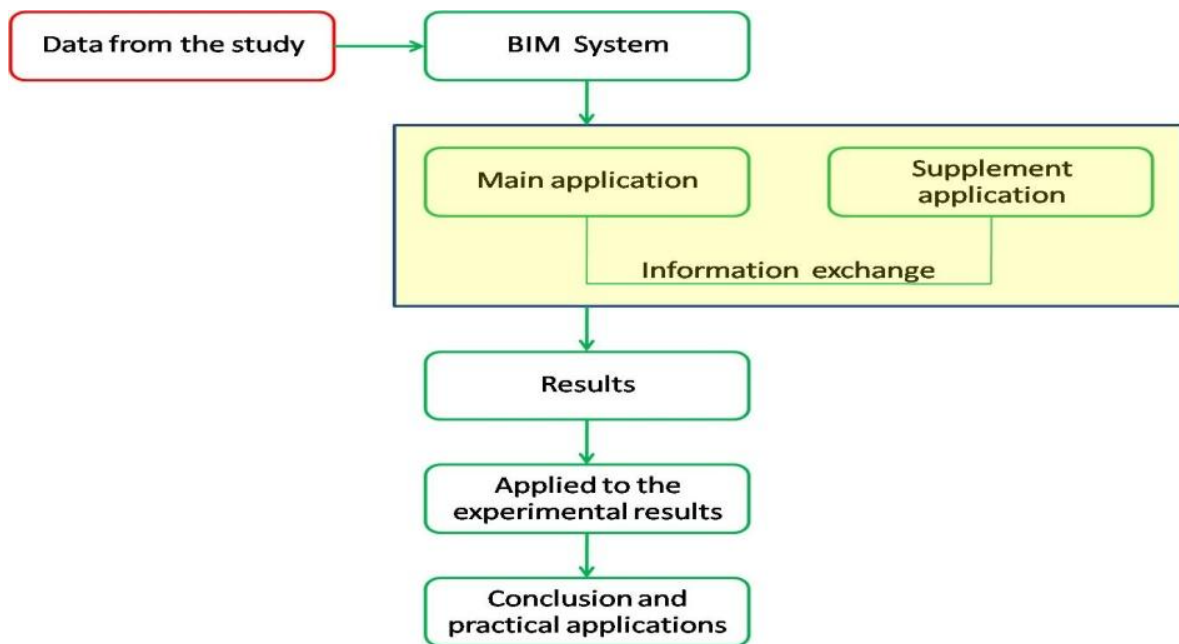 Data from the study
BIM System
Main application
Supplement
application
Information exchange
Results
Applied to the
experimental results
Conclusion and
practical applications